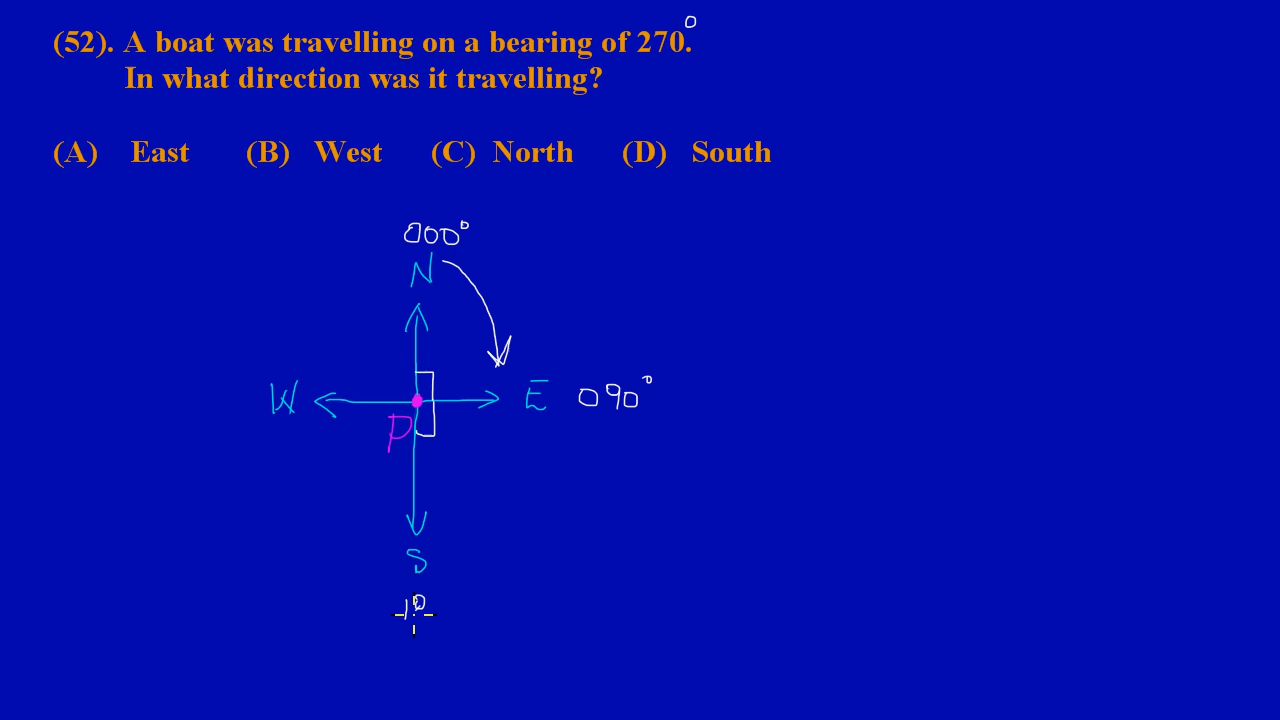 (52). A boat was travelling on a bearing of 270.°
In what direction was it travelling?
(A) East (B) West (C) North (D) South
000°
N
W E 090°
P
S